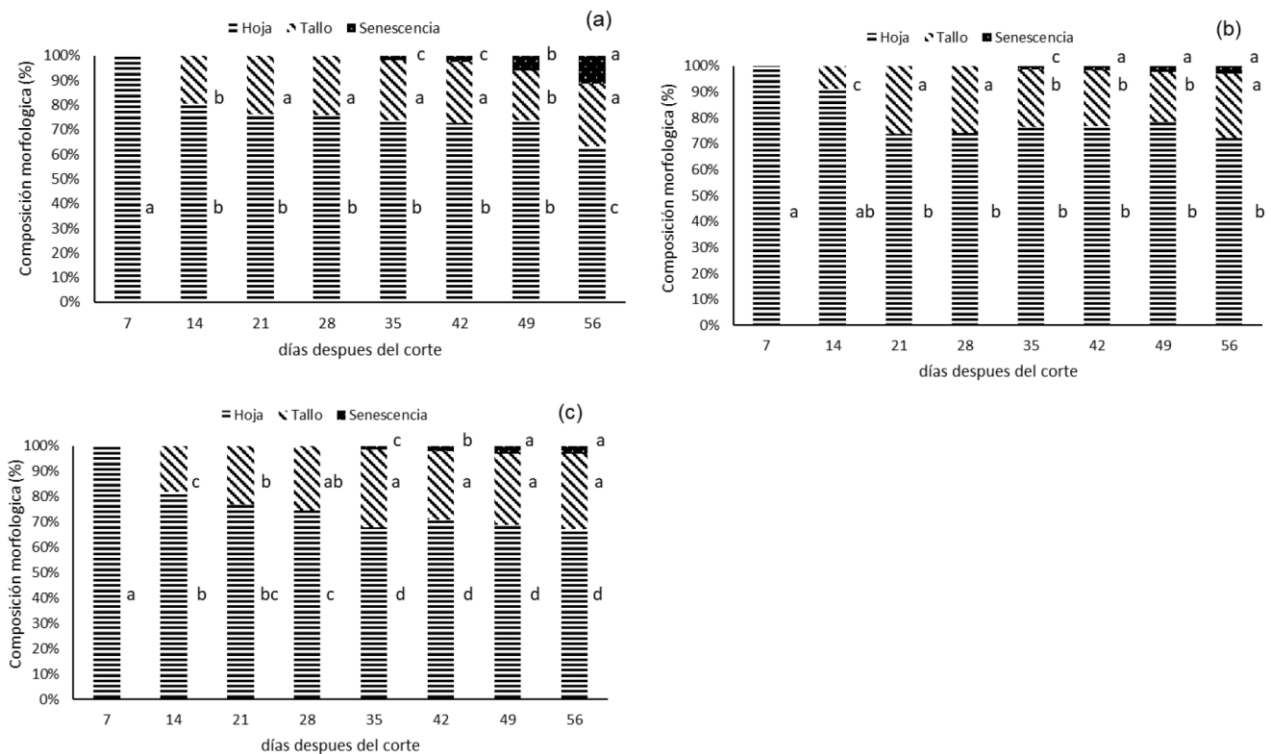 (a)
Hoja Tallo Senescencia
Composición morfologica (%)
100%
90%
80%
70%
60%
50%
40%
30%
20%
10%
0%
c c b a
b a a a a b a
a b b b b b b c
7 14 21 28 35 42 49 56
días despues del corte
(b)
Hoja Tallo Senescencia
Composición morfologica (%)
100%
90%
80%
70%
60%
50%
40%
30%
20%
10%
0%
c a a a
c a a b b b a
a ab b b b b b b
7 14 21 28 35 42 49 56
días despues del corte
(c)
Hoja Tallo Senescencia
Composición morfologica (%)
100%
90%
80%
70%
60%
50%
40%
30%
20%
10%
0%
c b a a
c b ab a a a a
a b bc c d d d d
7 14 21 28 35 42 49 56
días despues del corte